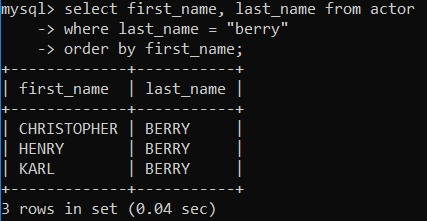 mysql> select first_name, last_name from actor
    -> where last_name = "berry"
    -> order by first_name;
+-------------+-----------+
| first_name  | last_name |
+-------------+-----------+
| CHRISTOPHER | BERRY     |
| HENRY       | BERRY     |
| KARL        | BERRY     |
+-------------+-----------+
3 rows in set (0.04 sec)